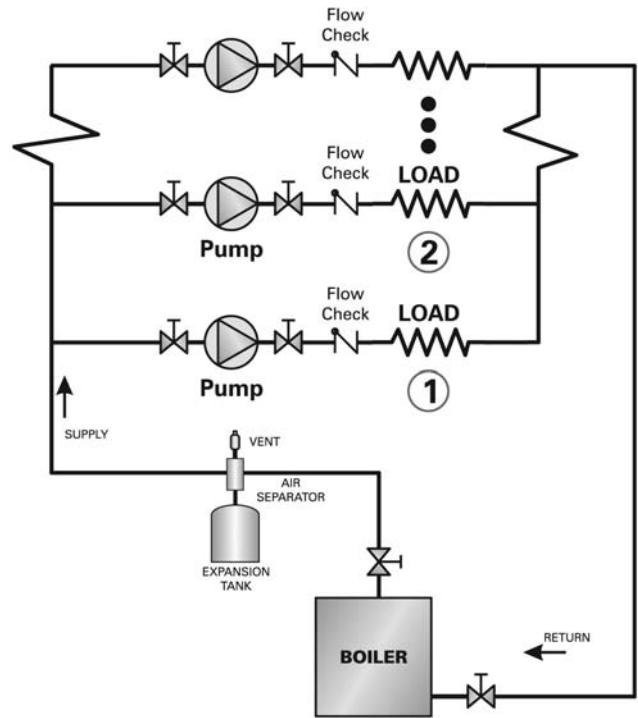 Flow
Check
Flow
Check
LOAD
Pump
2
Flow
Check
LOAD
Pump
1
SUPPLY
VENT
AIR
SEPARATOR
EXPANSION
TANK
BOILER
RETURN